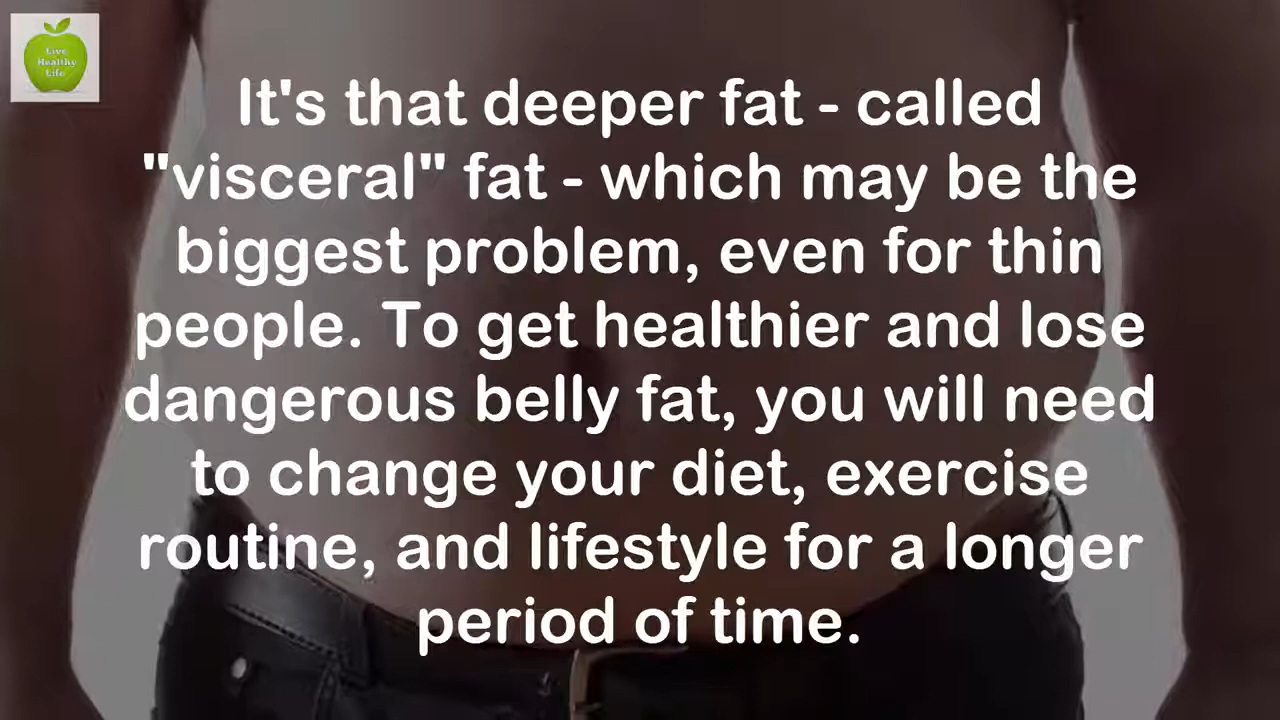 Live
Healthy
Life
It's that deeper fat - called
"visceral" fat - which may be the
biggest problem, even for thin
people. To get healthier and lose
dangerous belly fat, you will need
to change your diet, exercise
routine, and lifestyle for a longer
period of time.